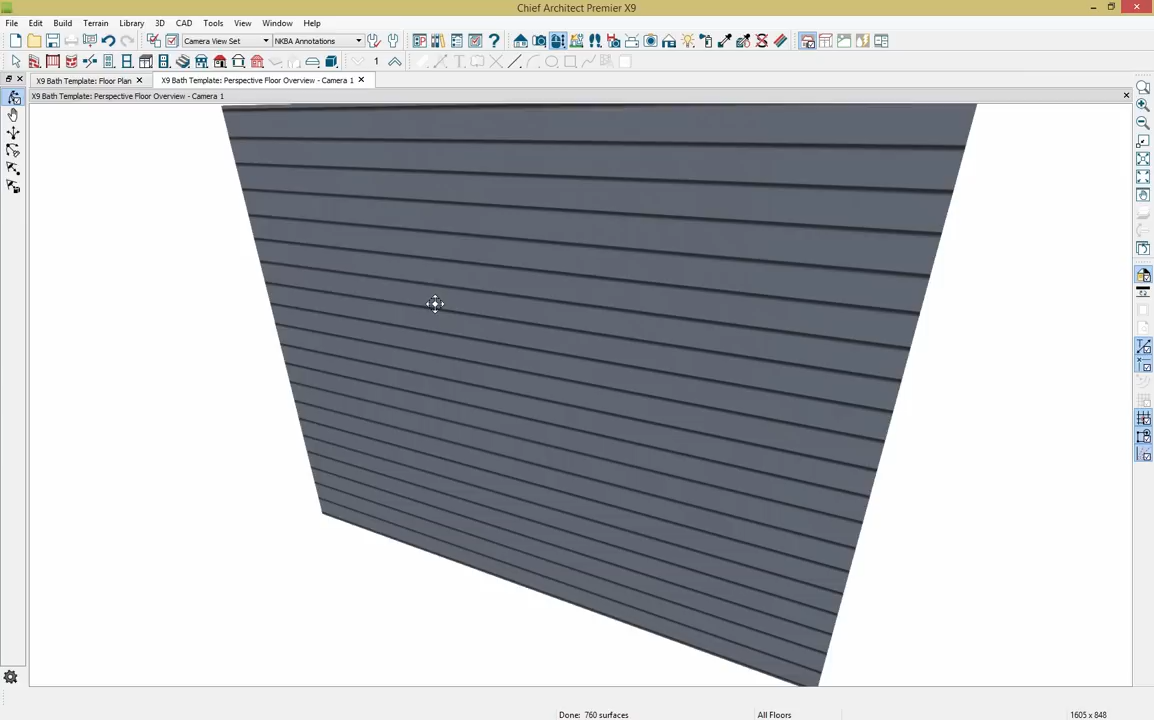 Chief Architect Premier X9
File Edit Build Terrain Library 3D CAD Tools View Window Help
Camera View Set NKBA Annotations
1
X9 Bath Template: Floor Plan X9 Bath Template: Perspective Floor Overview - Camera 1
X9 Bath Template: Perspective Floor Overview - Camera 1
Done: 760 surfaces All Floors 1605 x 848